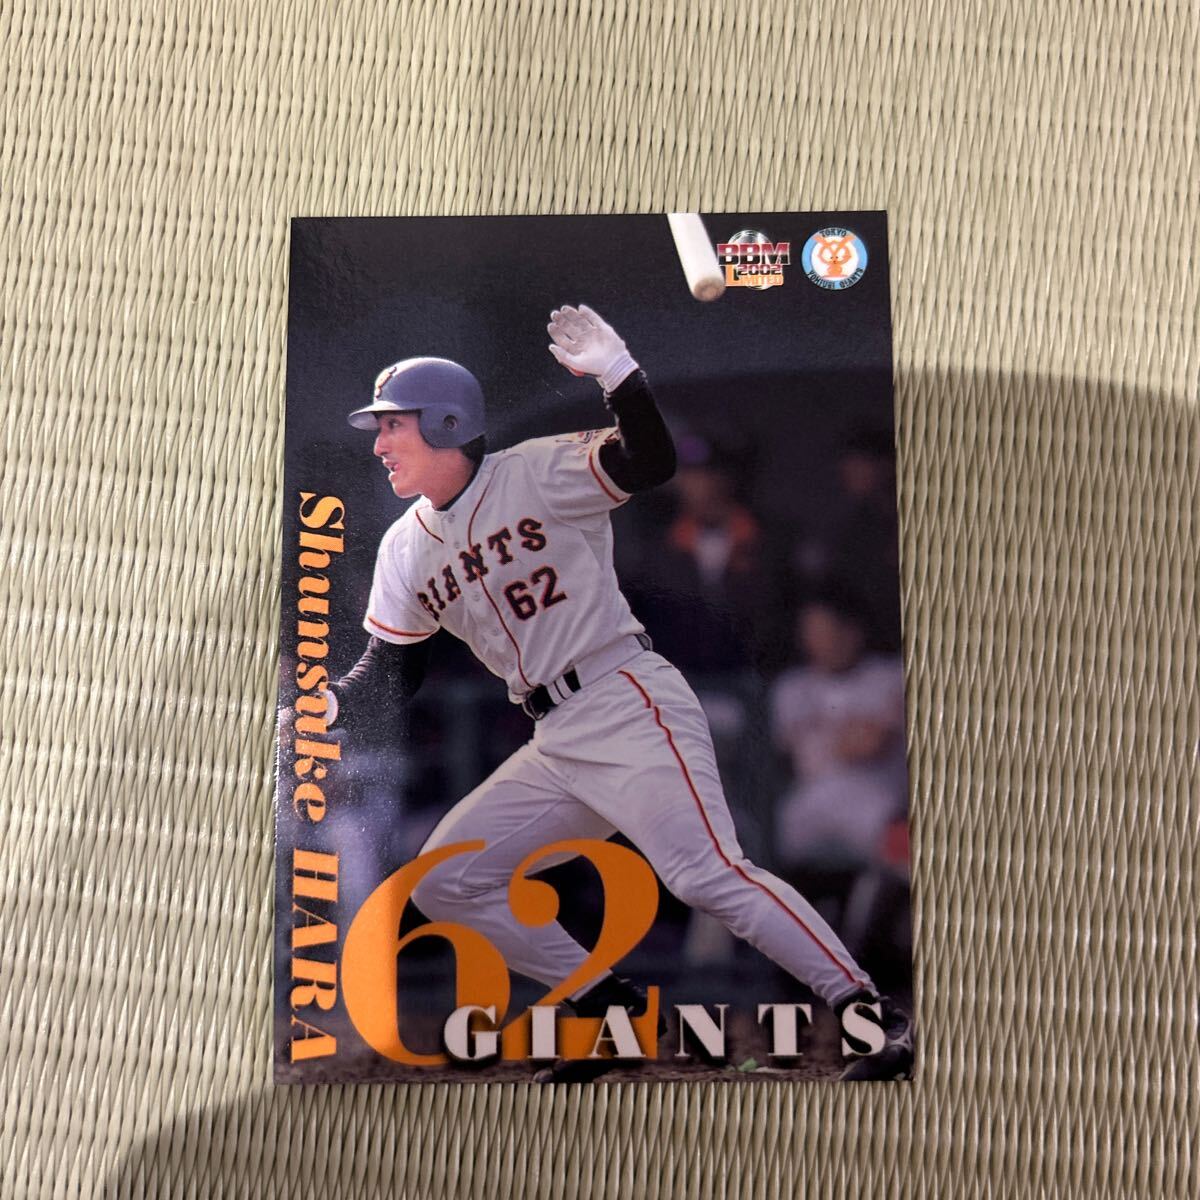 BBM
2002
LIMITED
TOKYO
YOMIURI GIANTS
GIANTS
62
Shunsuke HARA
62
GIANTS